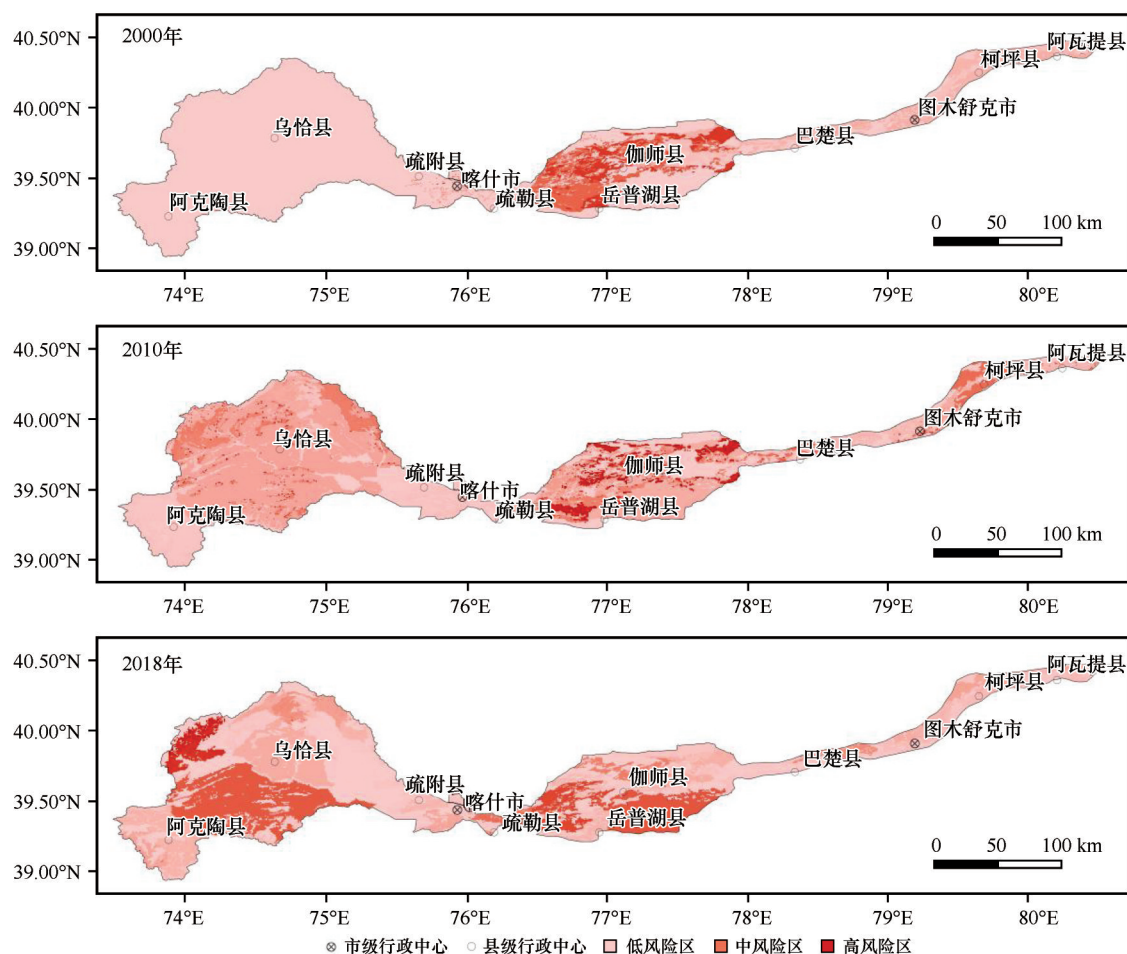 2000年
40.50°N
40.00°N
39.50°N
39.00°N
阿瓦提县
柯坪县
图木舒克市
巴楚县
乌恰县
疏附县
喀什市
疏勒县
伽师县
岳普湖县
阿克陶县
0 50 100 km
74°E 75°E 76°E 77°E 78°E 79°E 80°E
2010年
40.50°N
40.00°N
39.50°N
39.00°N
阿瓦提县
柯坪县
图木舒克市
巴楚县
乌恰县
疏附县
喀什市
疏勒县
伽师县
岳普湖县
阿克陶县
0 50 100 km
74°E 75°E 76°E 77°E 78°E 79°E 80°E
2018年
40.50°N
40.00°N
39.50°N
39.00°N
阿瓦提县
柯坪县
图木舒克市
巴楚县
乌恰县
疏附县
喀什市
疏勒县
伽师县
岳普湖县
阿克陶县
0 50 100 km
74°E 75°E 76°E 77°E 78°E 79°E 80°E
市级行政中心 县级行政中心 低风险区 中风险区 高风险区